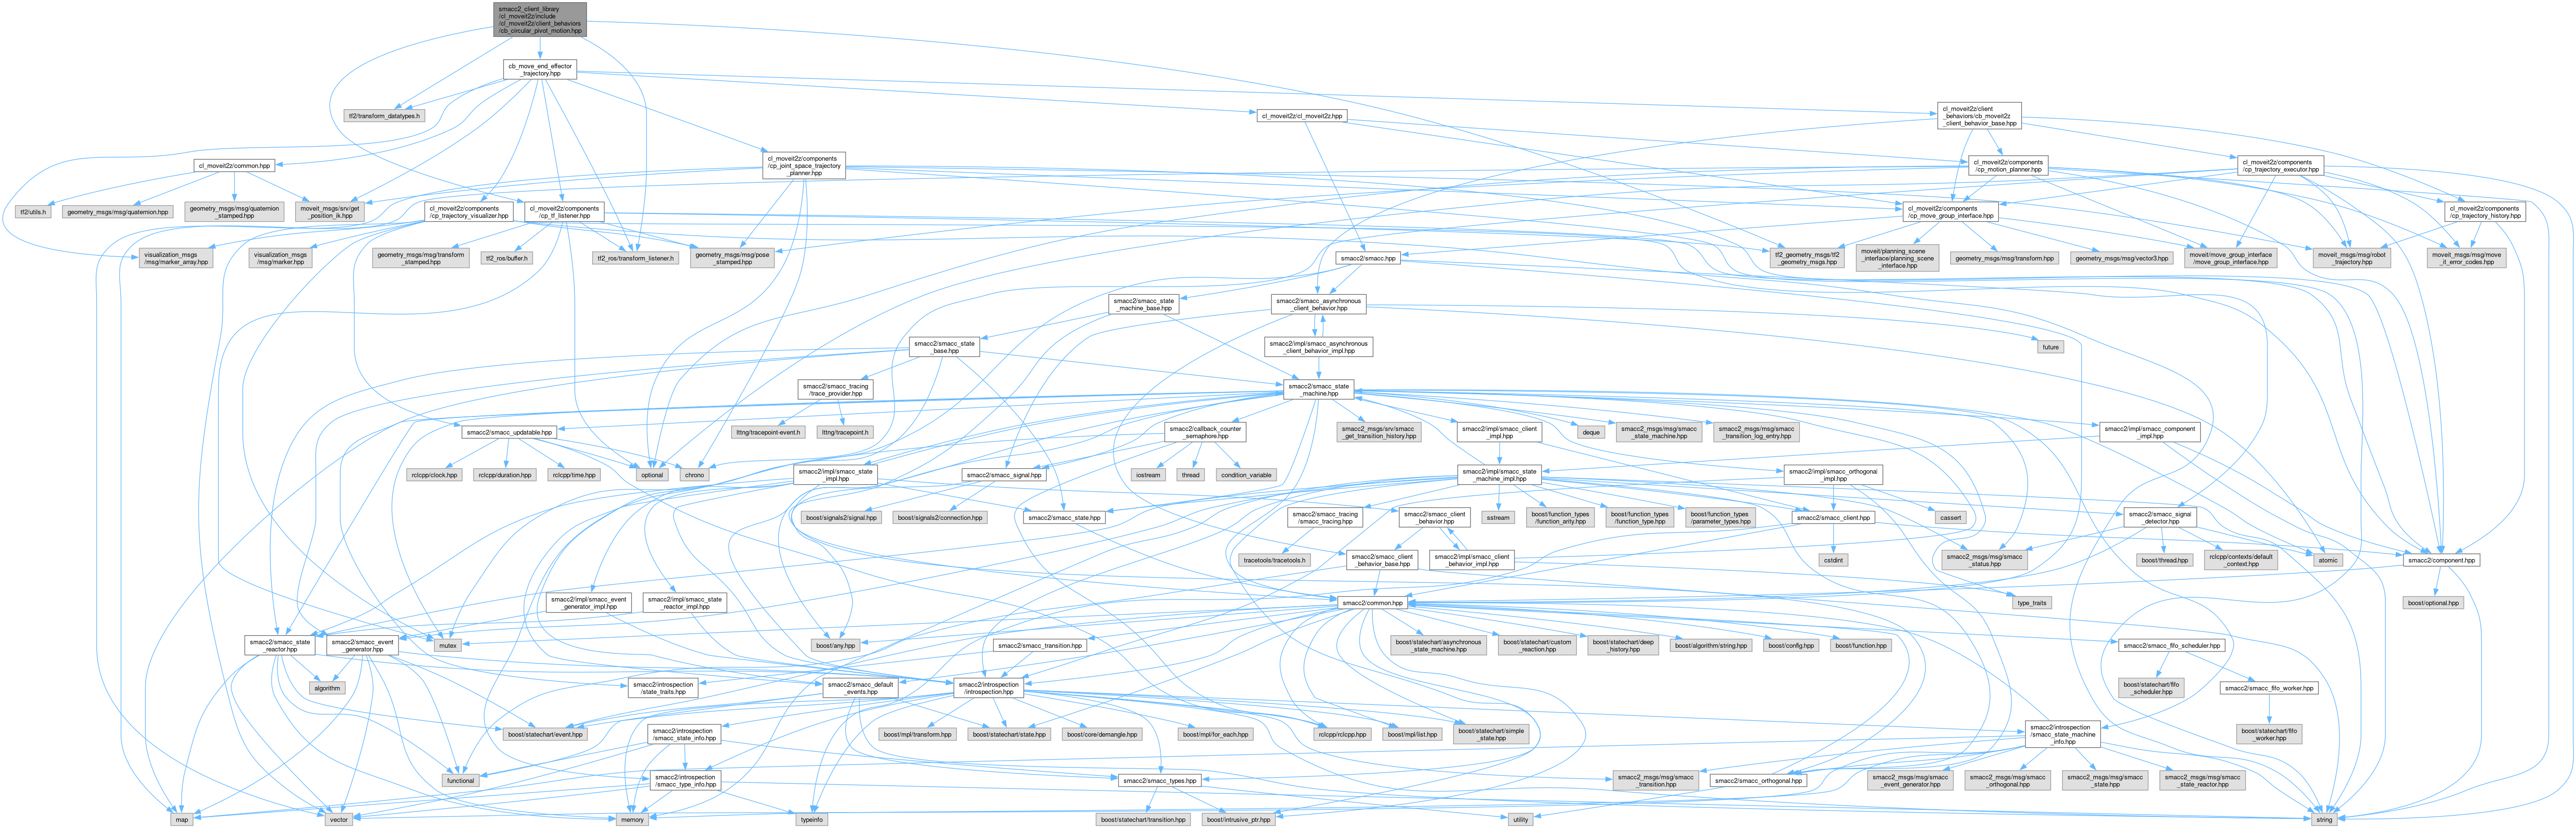 smacc2_client_library
/cl_moveit2z/include
/cl_moveit2z/client_behaviors
/cb_circular_pivot_motion.hpp
cb_move_end_effector
_trajectory.hpp
tf2/transform_datatypes.h
cl_moveit2z/cl_moveit2z.hpp
cl_moveit2z/client
_behaviors/cb_moveit2z
_client_behavior_base.hpp
cl_moveit2z/common.hpp
cl_moveit2z/components
/cp_joint_space_trajectory
_planner.hpp
cl_moveit2z/components
/cp_motion_planner.hpp
cl_moveit2z/components
/cp_trajectory_executor.hpp
tf2/utils.h
geometry_msgs/msg/quaternion.hpp
geometry_msgs/msg/quaternion
_stamped.hpp
moveit_msgs/srv/get
_position_ik.hpp
cl_moveit2z/components
/cp_trajectory_visualizer.hpp
cl_moveit2z/components
/cp_tf_listener.hpp
cl_moveit2z/components
/cp_move_group_interface.hpp
cl_moveit2z/components
/cp_trajectory_history.hpp
visualization_msgs
/msg/marker_array.hpp
visualization_msgs
/msg/marker.hpp
geometry_msgs/msg/transform
_stamped.hpp
tf2_ros/buffer.h
tf2_ros/transform_listener.h
geometry_msgs/msg/pose
_stamped.hpp
smacc2/smacc.hpp
tf2_geometry_msgs/tf2
_geometry_msgs.hpp
moveit/planning_scene
_interface/planning_scene
_interface.hpp
geometry_msgs/msg/transform.hpp
geometry_msgs/msg/vector3.hpp
moveit/move_group_interface
/move_group_interface.hpp
moveit_msgs/msg/robot
_trajectory.hpp
moveit_msgs/msg/move
_it_error_codes.hpp
smacc2/smacc_state
_machine_base.hpp
smacc2/smacc_asynchronous
_client_behavior.hpp
smacc2/smacc_state
_base.hpp
smacc2/impl/smacc_asynchronous
_client_behavior_impl.hpp
future
smacc2/smacc_tracing
/trace_provider.hpp
smacc2/smacc_state
_machine.hpp
lttng/tracepoint-event.h
lttng/tracepoint.h
smacc2/smacc_updatable.hpp
smacc2/callback_counter
_semaphore.hpp
smacc2_msgs/srv/smacc
_get_transition_history.hpp
smacc2/impl/smacc_client
_impl.hpp
deque
smacc2_msgs/msg/smacc
_state_machine.hpp
smacc2_msgs/msg/smacc
_transition_log_entry.hpp
smacc2/impl/smacc_component
_impl.hpp
rclcpp/clock.hpp
rclcpp/duration.hpp
rclcpp/time.hpp
optional
chrono
smacc2/impl/smacc_state
_impl.hpp
smacc2/smacc_signal.hpp
iostream
thread
condition_variable
smacc2/impl/smacc_state
_machine_impl.hpp
smacc2/impl/smacc_orthogonal
_impl.hpp
boost/signals2/signal.hpp
boost/signals2/connection.hpp
smacc2/smacc_state.hpp
smacc2/smacc_tracing
/smacc_tracing.hpp
smacc2/smacc_client
_behavior.hpp
sstream
boost/function_types
/function_arity.hpp
boost/function_types
/function_type.hpp
boost/function_types
/parameter_types.hpp
smacc2/smacc_client.hpp
cassert
smacc2/smacc_signal
_detector.hpp
tracetools/tracetools.h
smacc2/smacc_client
_behavior_base.hpp
smacc2/impl/smacc_client
_behavior_impl.hpp
cstdint
smacc2_msgs/msg/smacc
_status.hpp
boost/thread.hpp
rclcpp/contexts/default
_context.hpp
atomic
smacc2/component.hpp
smacc2/impl/smacc_event
_generator_impl.hpp
smacc2/impl/smacc_state
_reactor_impl.hpp
smacc2/common.hpp
type_traits
boost/optional.hpp
smacc2/smacc_state
_reactor.hpp
smacc2/smacc_event
_generator.hpp
mutex
boost/any.hpp
smacc2/smacc_transition.hpp
boost/statechart/asynchronous
_state_machine.hpp
boost/statechart/custom
_reaction.hpp
boost/statechart/deep
_history.hpp
boost/algorithm/string.hpp
boost/config.hpp
boost/function.hpp
smacc2/smacc_fifo_scheduler.hpp
algorithm
smacc2/introspection
/state_traits.hpp
smacc2/smacc_default
_events.hpp
smacc2/introspection
/introspection.hpp
boost/statechart/fifo
_scheduler.hpp
smacc2/smacc_fifo_worker.hpp
boost/statechart/event.hpp
smacc2/introspection
/smacc_state_info.hpp
boost/mpl/transform.hpp
boost/statechart/state.hpp
boost/core/demangle.hpp
boost/mpl/for_each.hpp
rclcpp/rclcpp.hpp
boost/mpl/list.hpp
boost/statechart/simple
_state.hpp
smacc2/introspection
/smacc_state_machine
_info.hpp
boost/statechart/fifo
_worker.hpp
functional
smacc2/introspection
/smacc_type_info.hpp
smacc2/smacc_types.hpp
smacc2_msgs/msg/smacc
_transition.hpp
smacc2/smacc_orthogonal.hpp
smacc2_msgs/msg/smacc
_event_generator.hpp
smacc2_msgs/msg/smacc
_orthogonal.hpp
smacc2_msgs/msg/smacc
_state.hpp
smacc2_msgs/msg/smacc
_state_reactor.hpp
map
vector
memory
typeinfo
boost/statechart/transition.hpp
boost/intrusive_ptr.hpp
utility
string